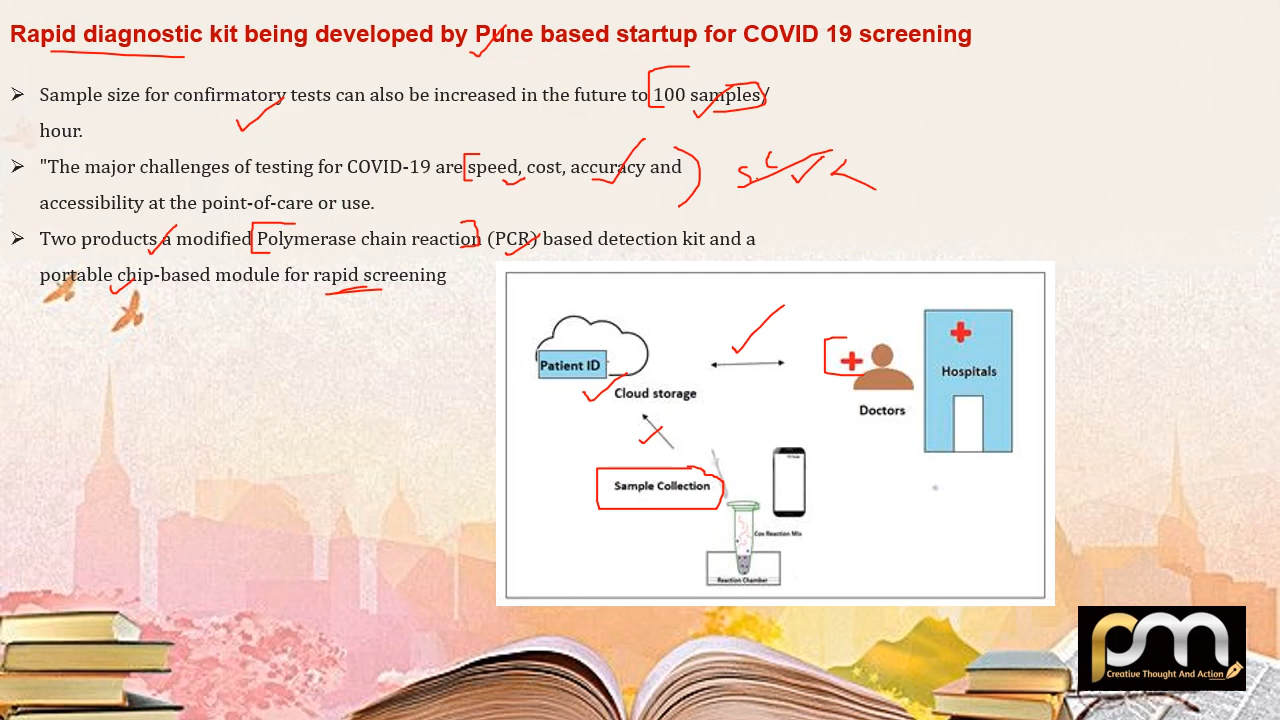 Rapid diagnostic kit being developed by Pune based startup for COVID 19 screening
➢ Sample size for confirmatory tests can also be increased in the future to 100 samples/
hour.
➢ "The major challenges of testing for COVID-19 are speed, cost, accuracy and
accessibility at the point-of-care or use.
➢ Two products a modified Polymerase chain reaction (PCR) based detection kit and a
portable chip-based module for rapid screening
Patient ID
Cloud storage
Doctors
Hospitals
Sample Collection
Cov Reaction Mix
Reaction Chamber
pm
Creative Thought And Action